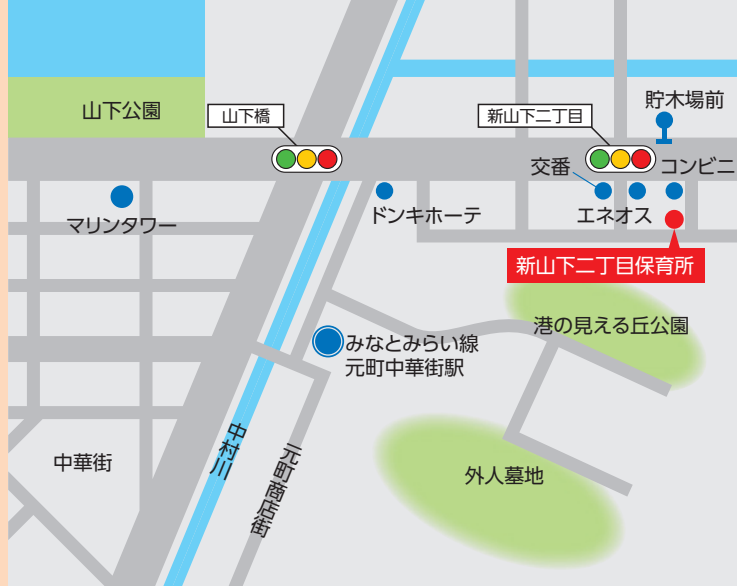 山下公園
山下橋
新山下二丁目
貯木場前
交番
コンビニ
マリンタワー
ドンキホーテ
エネオス
新山下二丁目保育所
港の見える丘公園
みなとみらい線
元町中華街駅
中華街
中村川
元町商店街
外人墓地